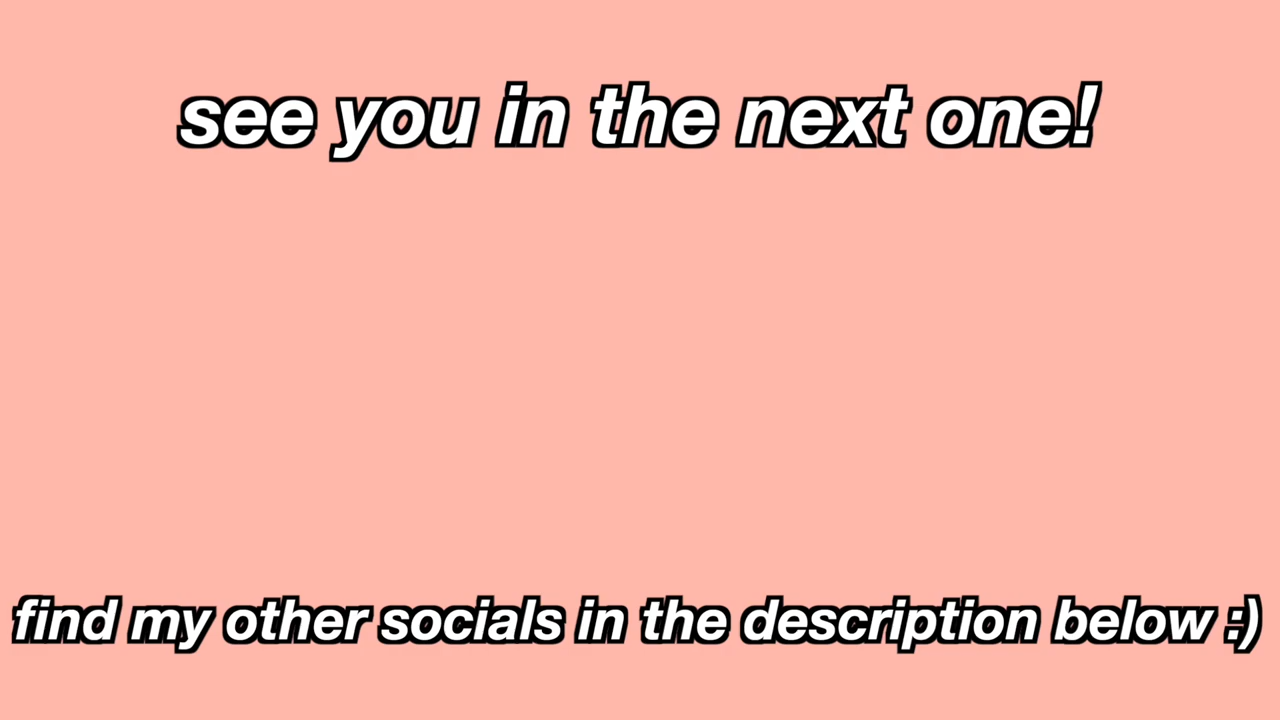 see you in the next one!
find my other socials in the description below :)